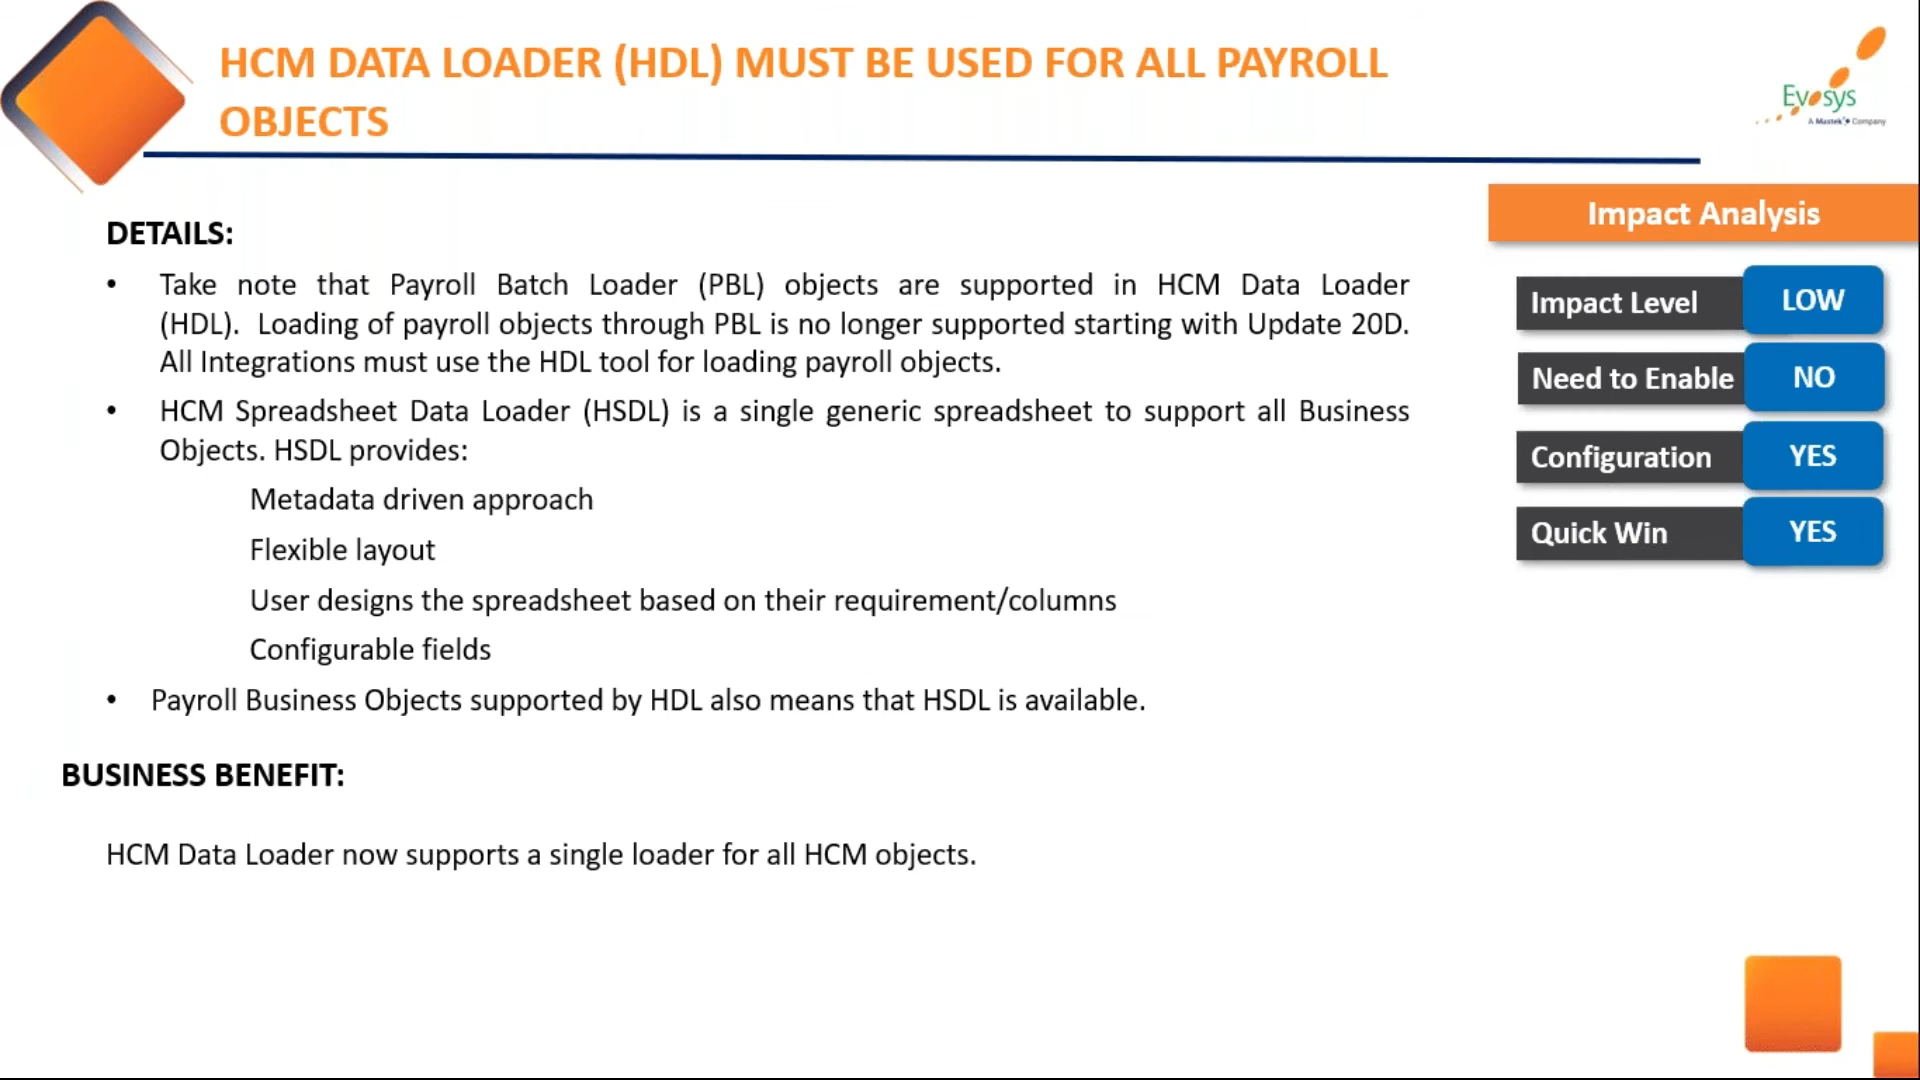 HCM DATA LOADER (HDL) MUST BE USED FOR ALL PAYROLL
OBJECTS
Evosys
A Mastek Company
DETAILS:
• Take note that Payroll Batch Loader (PBL) objects are supported in HCM Data Loader
(HDL). Loading of payroll objects through PBL is no longer supported starting with Update 20D.
All Integrations must use the HDL tool for loading payroll objects.
• HCM Spreadsheet Data Loader (HSDL) is a single generic spreadsheet to support all Business
Objects. HSDL provides:
Metadata driven approach
Flexible layout
User designs the spreadsheet based on their requirement/columns
Configurable fields
• Payroll Business Objects supported by HDL also means that HSDL is available.
BUSINESS BENEFIT:
HCM Data Loader now supports a single loader for all HCM objects.
Impact Analysis
Impact Level LOW
Need to Enable NO
Configuration YES
Quick Win YES